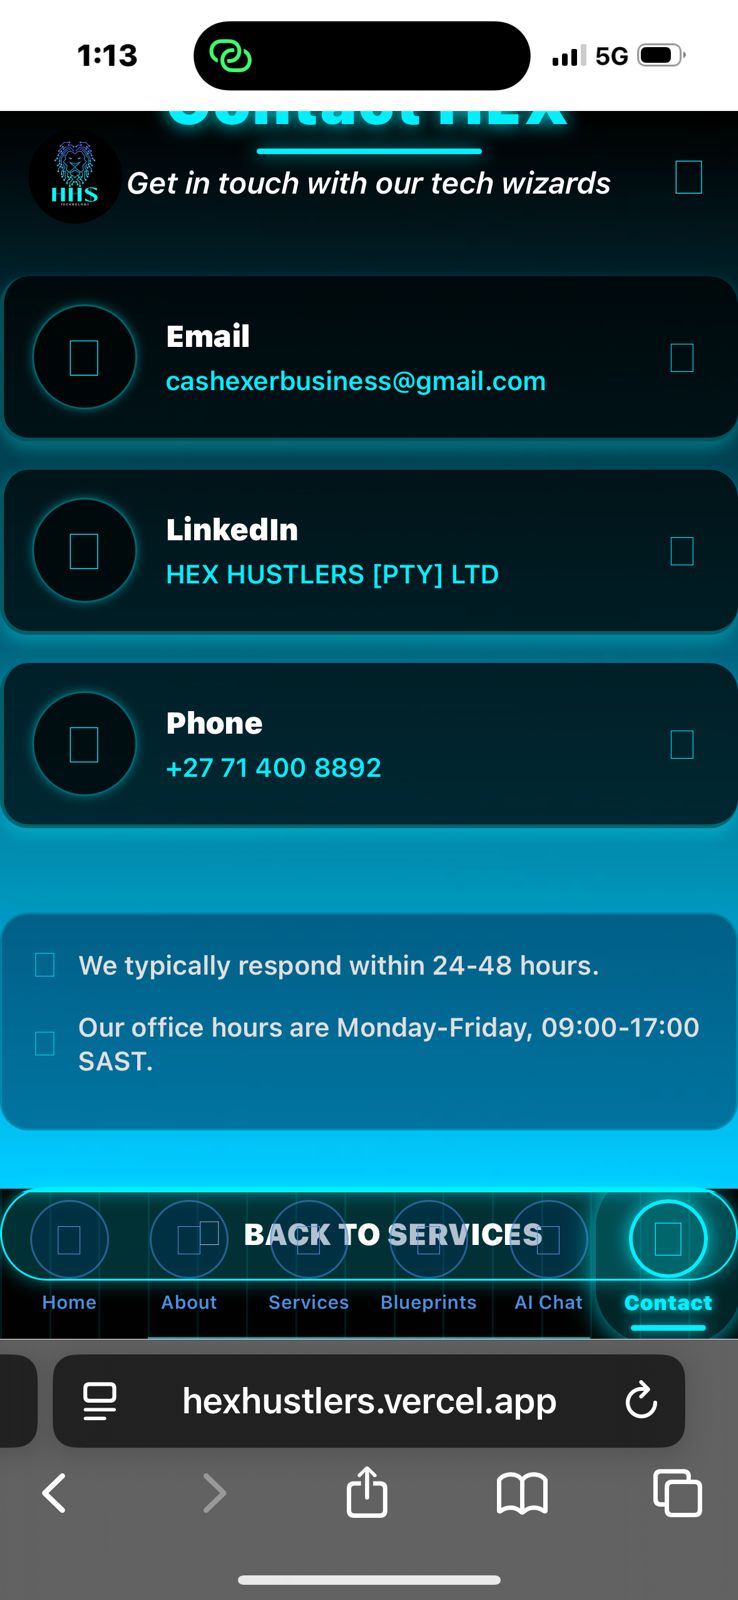 1:13
5G
Contact HEX
HHS
TECHNOLOGY
Get in touch with our tech wizards
Email
cashexerbusiness@gmail.com
LinkedIn
HEX HUSTLERS [PTY] LTD
Phone
+27 71 400 8892
We typically respond within 24-48 hours.
Our office hours are Monday-Friday, 09:00-17:00
SAST.
BACK TO SERVICES
Home
About
Services
Blueprints
AI Chat
Contact
hexhustlers.vercel.app